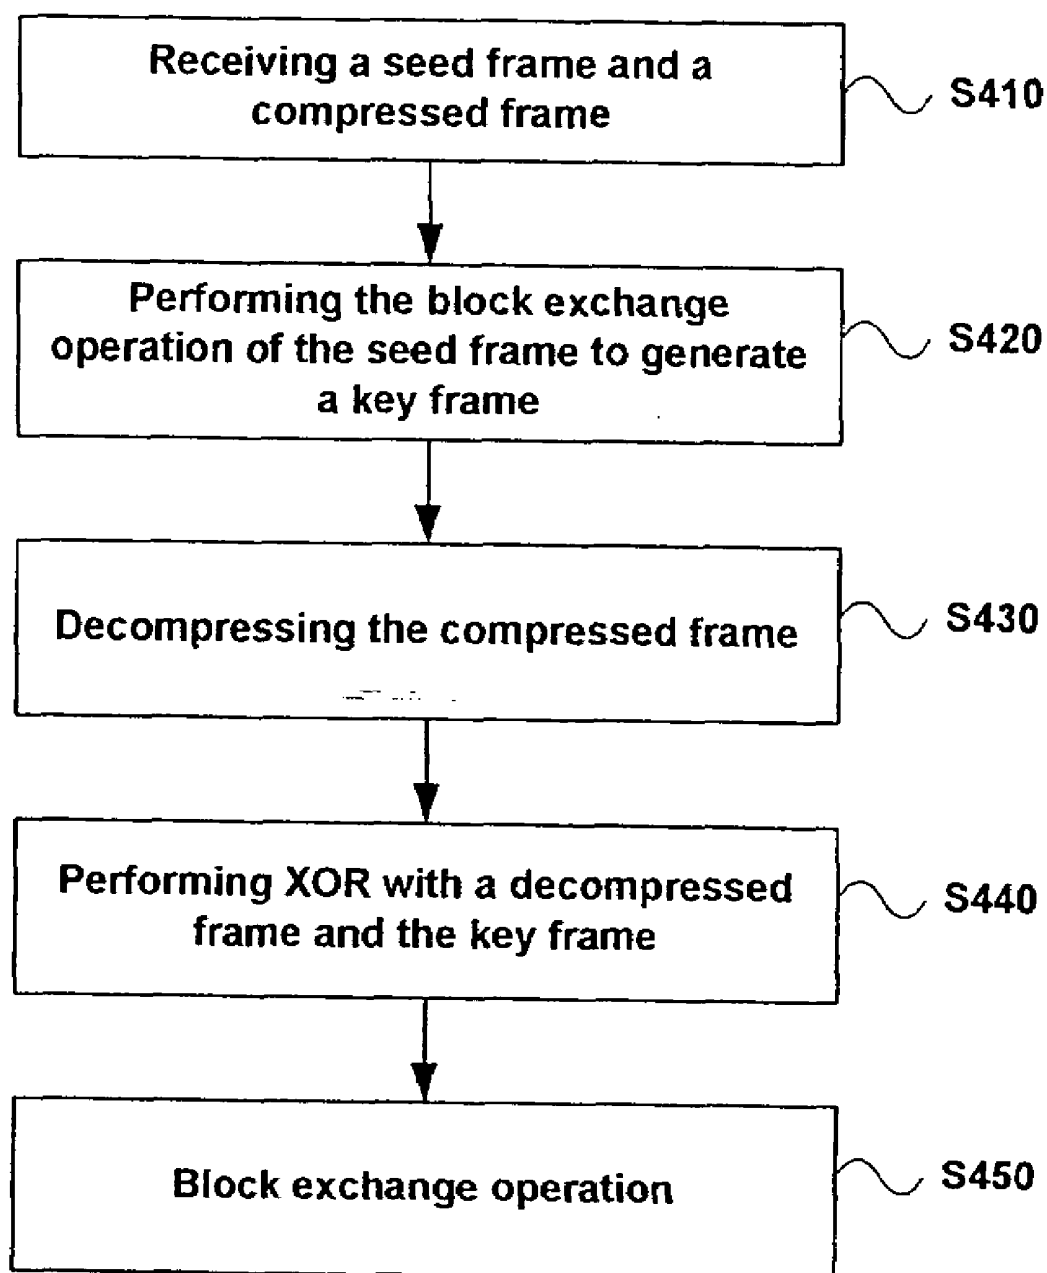 Receiving a seed frame and a
compressed frame
S410
Performing the block exchange
operation of the seed frame to generate
a key frame
S420
Decompressing the compressed frame
S430
Performing XOR with a decompressed
frame and the key frame
S440
Block exchange operation
S450